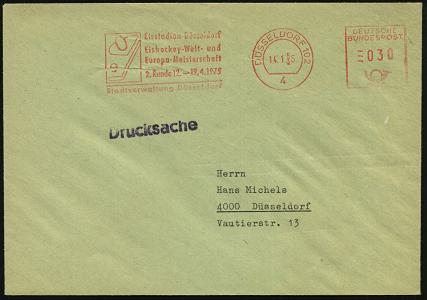 Eisstadion Düsseldorf
Eishockey-Welt- und
Europa-Meisterschaft
2. Runde 12.—19.4.1975
Stadtverwaltung Düsseldorf
DÜSSELDORF 102
4
DEUTSCHE
BUNDESPOST
030
Drucksache
Herrn
Hans Michels
4000 Düsseldorf
Vautierstr. 13